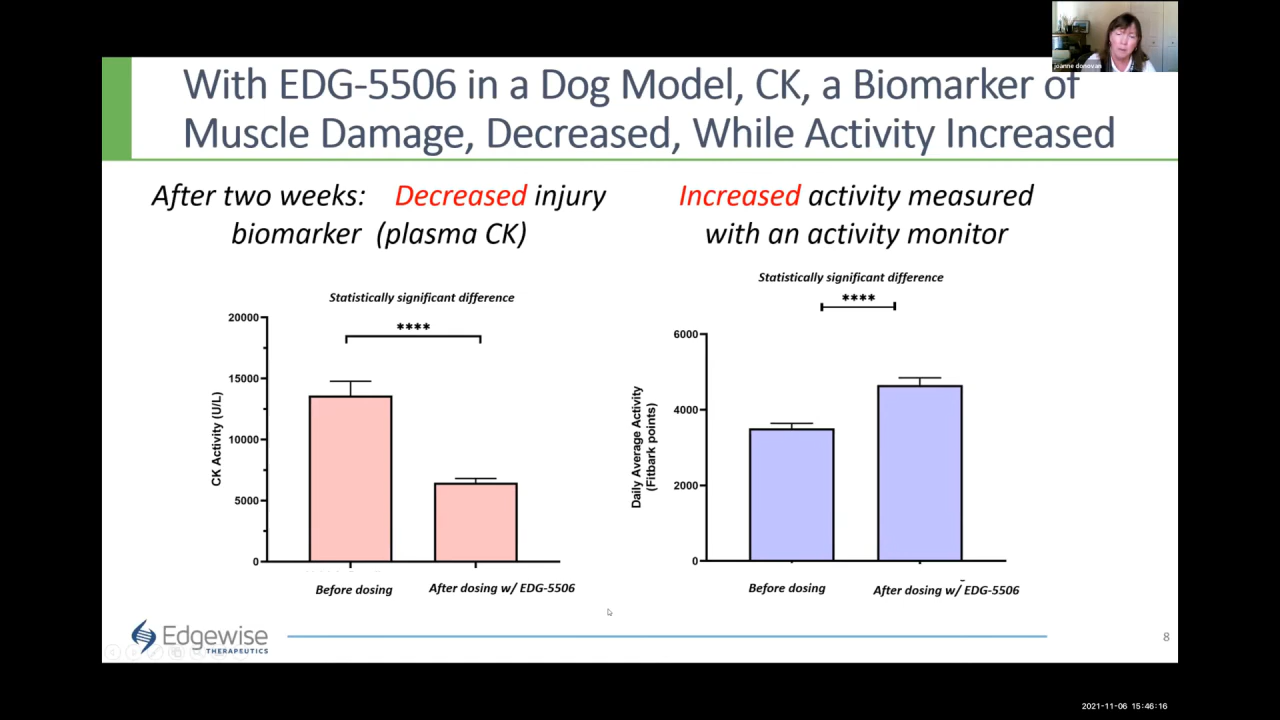 joanne donovan
With EDG-5506 in a Dog Model, CK, a Biomarker of
Muscle Damage, Decreased, While Activity Increased
After two weeks: Decreased injury
biomarker (plasma CK)
Increased activity measured
with an activity monitor
Statistically significant difference
****
20000
15000
10000
5000
0
CK Activity (U/L)
Before dosing
After dosing w/ EDG-5506
Statistically significant difference
****
6000
4000
2000
0
Daily Average Activity
(Fitbark points)
Before dosing
After dosing w/ EDG-5506
Edgewise
THERAPEUTICS
8
2021-11-06 15:46:16